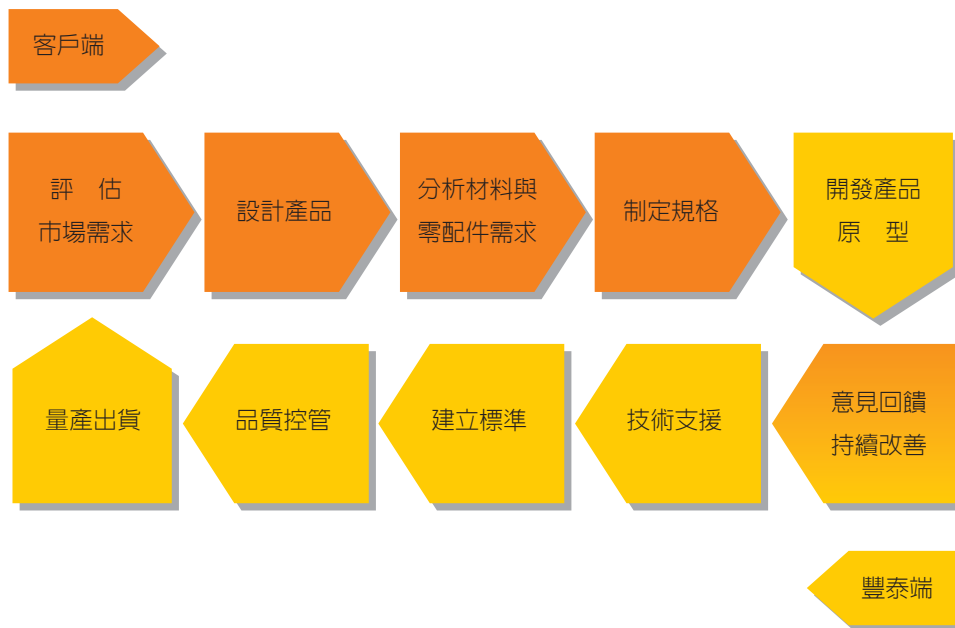 客戶端
評　估
市場需求
設計產品
分析材料與
零配件需求
制定規格
開發產品
原　型
意見回饋
持續改善
技術支援
建立標準
品質控管
量產出貨
豐泰端